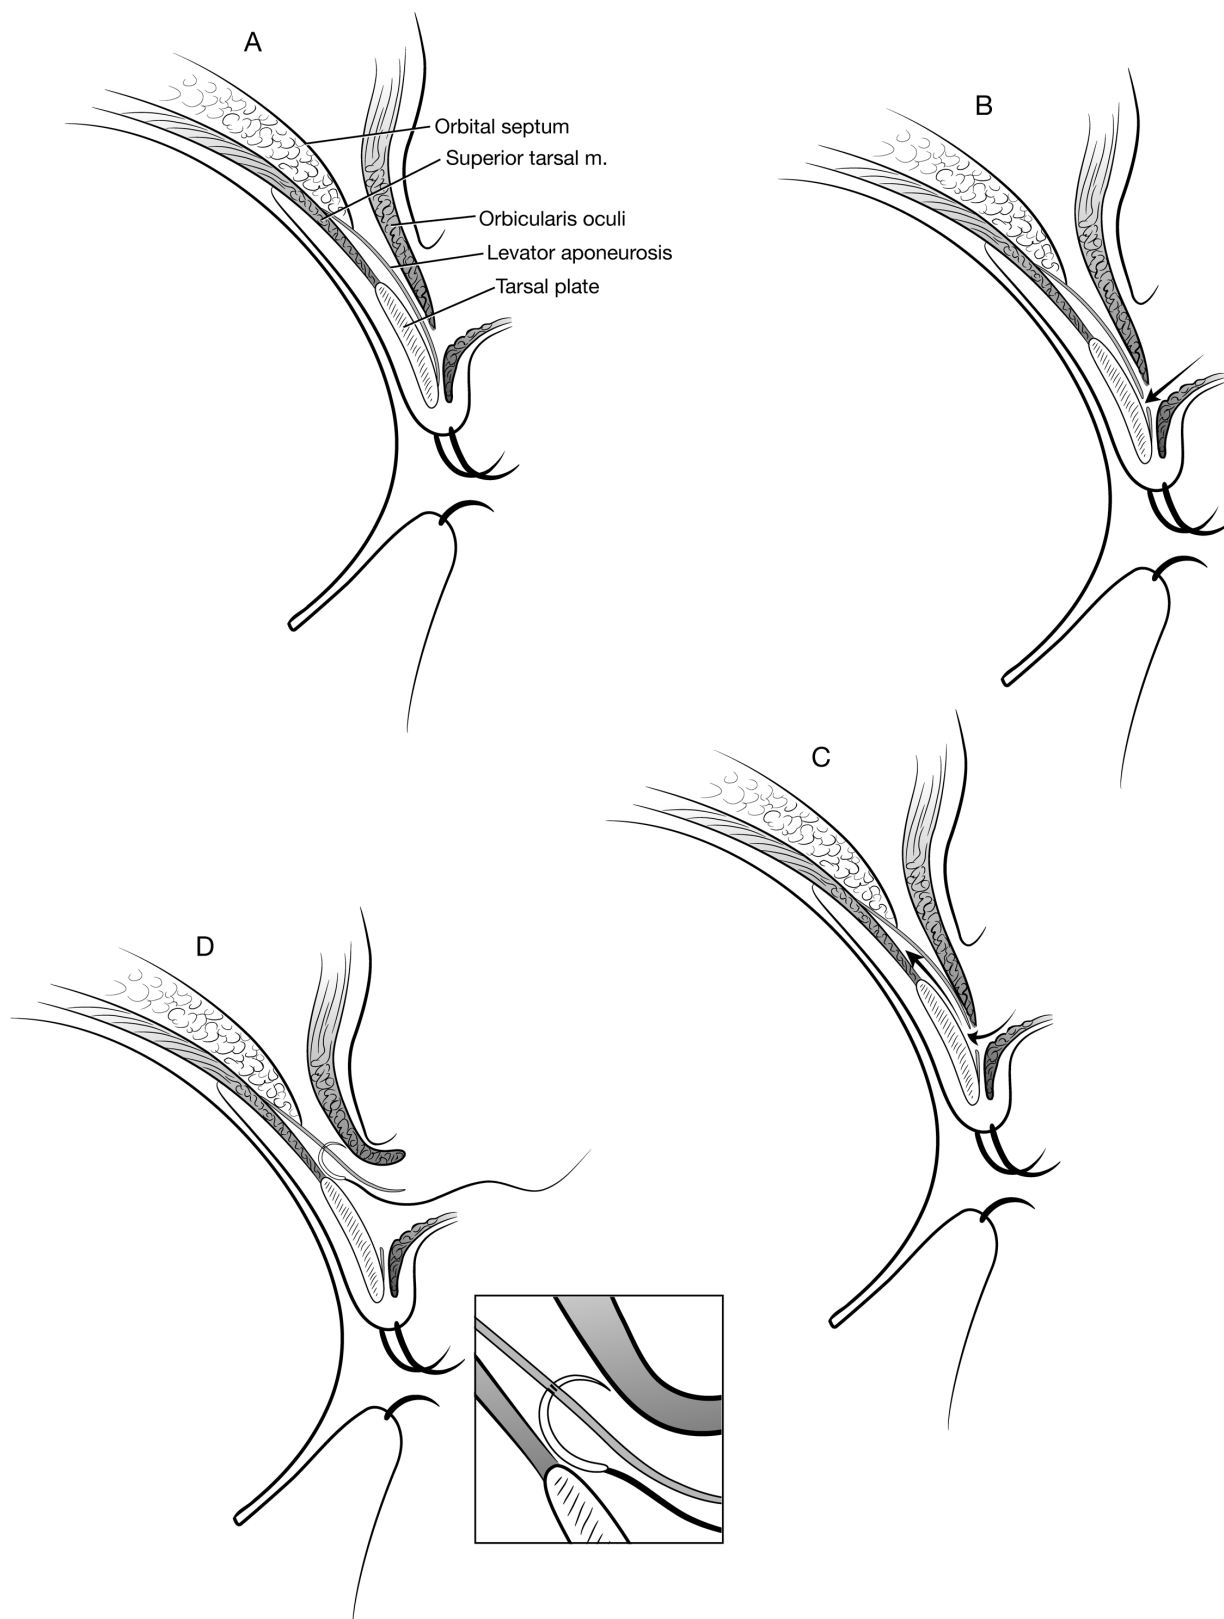 A
Orbital septum
Superior tarsal m.
Orbicularis oculi
Levator aponeurosis
Tarsal plate
B
C
D